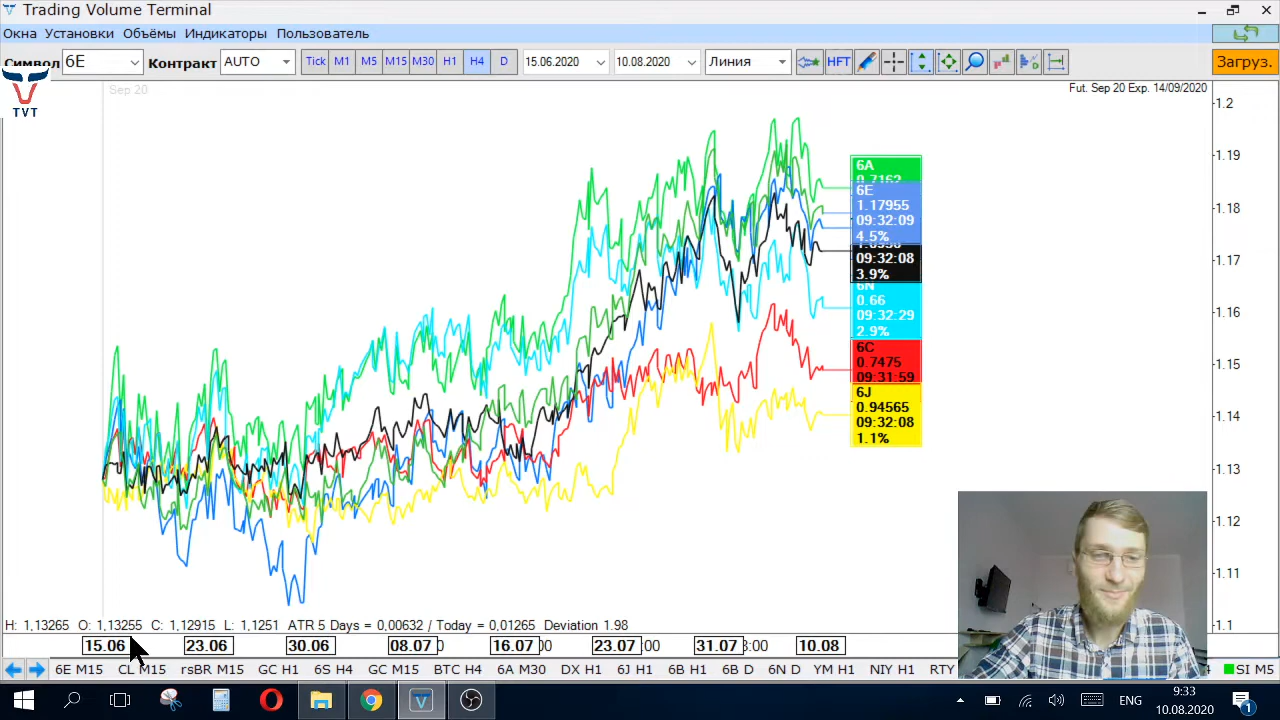 Trading Volume Terminal
Окна Установки Объёмы Индикаторы Пользователь
Символ 6E Контракт AUTO Tick M1 M5 M15 M30 H1 H4 D 15.06.2020 10.08.2020 Линия HFT Загруз.
TVT
Sep 20
Fut. Sep 20 Exp. 14/09/2020
1.2
1.19
1.18
1.17
1.16
1.15
1.14
1.13
1.12
1.11
1.1
6A
0.7162
6E
1.17955
09:32:09
4.5%
09:32:08
3.9%
6N
0.66
09:32:29
2.9%
6C
0.7475
09:31:59
6J
0.94565
09:32:08
1.1%
H: 1,13265 O: 1,13255 C: 1,12915 L: 1,1251 ATR 5 Days = 0,00632 / Today = 0,01265 Deviation 1.98
15.06 23.06 30.06 08.07 16.07 23.07 31.07 10.08
6E M15 CL M15 rsBR M15 GC H1 6S H4 GC M15 BTC H4 6A M30 DX H1 6J H1 6B H1 6B D 6N D YM H1 NIY H1 RTY
SI M5
ENG
9:33
10.08.2020
1